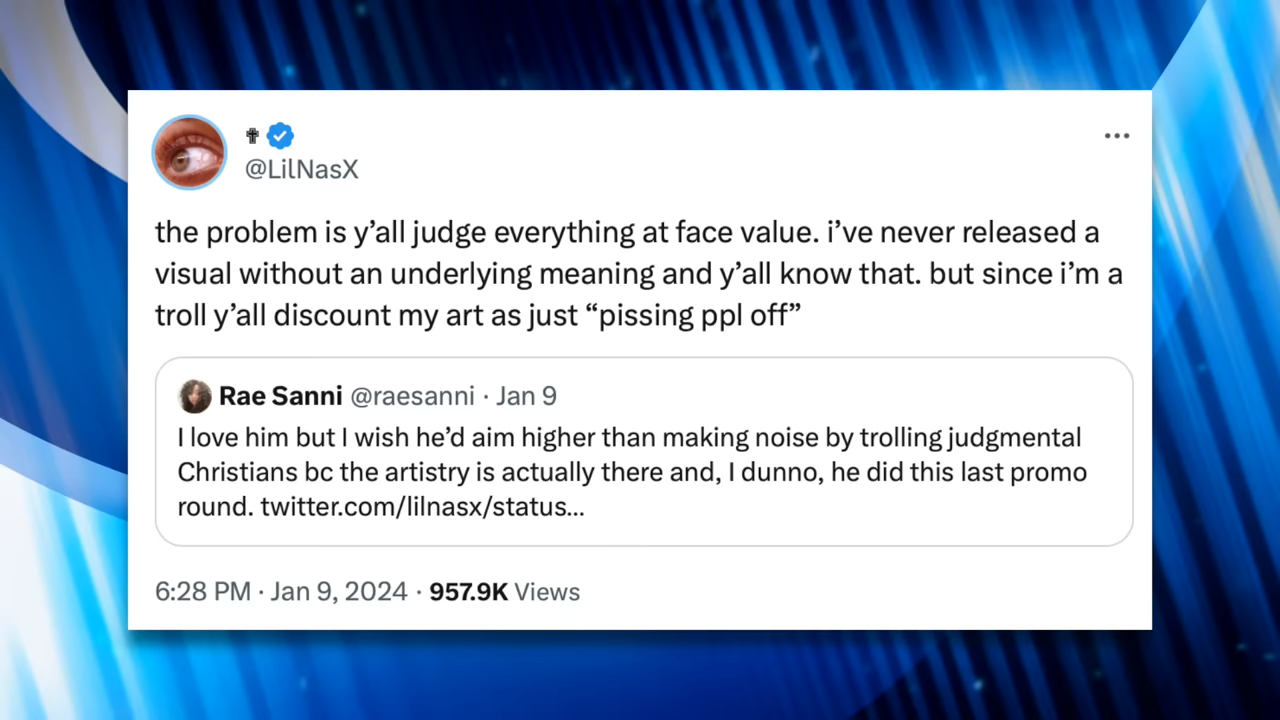 ✟
@LilNasX
the problem is y’all judge everything at face value. i’ve never released a
visual without an underlying meaning and y’all know that. but since i’m a
troll y’all discount my art as just “pissing ppl off”
Rae Sanni @raesanni · Jan 9
I love him but I wish he’d aim higher than making noise by trolling judgmental
Christians bc the artistry is actually there and, I dunno, he did this last promo
round. twitter.com/lilnasx/status...
6:28 PM · Jan 9, 2024 · 957.9K Views